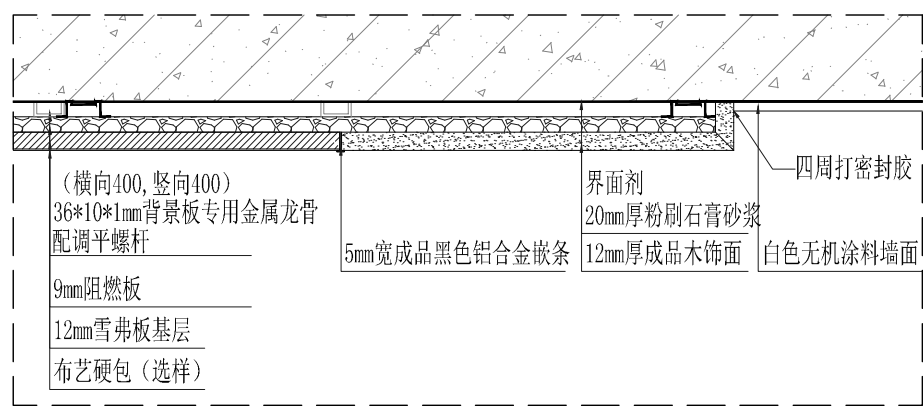 四周打密封胶
（横向400,竖向400）
36*10*1mm背景板专用金属龙骨
配调平螺杆
9mm阻燃板
12mm雪弗板基层
布艺硬包（选样）
5mm宽成品黑色铝合金嵌条
界面剂
20mm厚粉刷石膏砂浆
12mm厚成品木饰面
白色无机涂料墙面